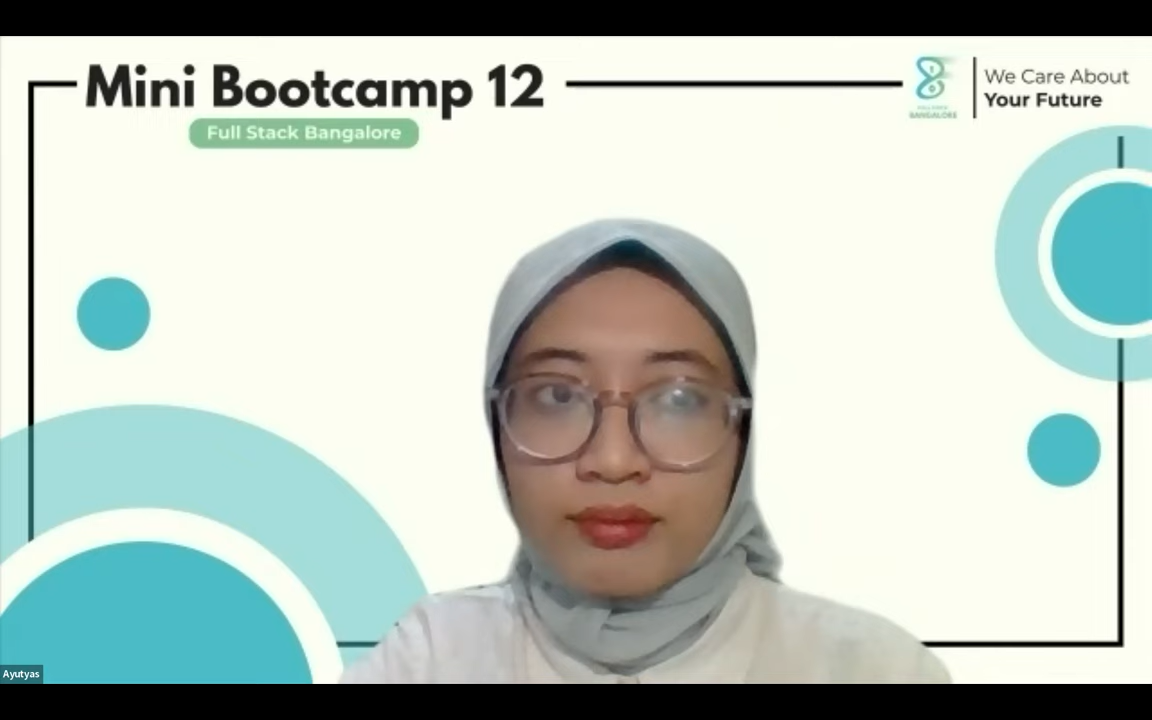 Mini Bootcamp 12
Full Stack Bangalore
BANGALORE
We Care About
Your Future
Ayutyas